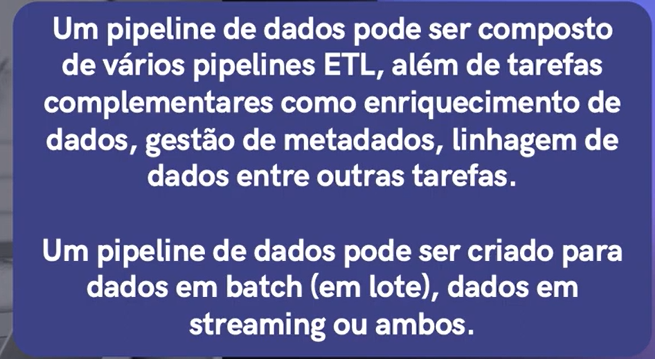 Um pipeline de dados pode ser composto
de vários pipelines ETL, além de tarefas
complementares como enriquecimento de
dados, gestão de metadados, linhagem de
dados entre outras tarefas.
Um pipeline de dados pode ser criado para
dados em batch (em lote), dados em
streaming ou ambos.